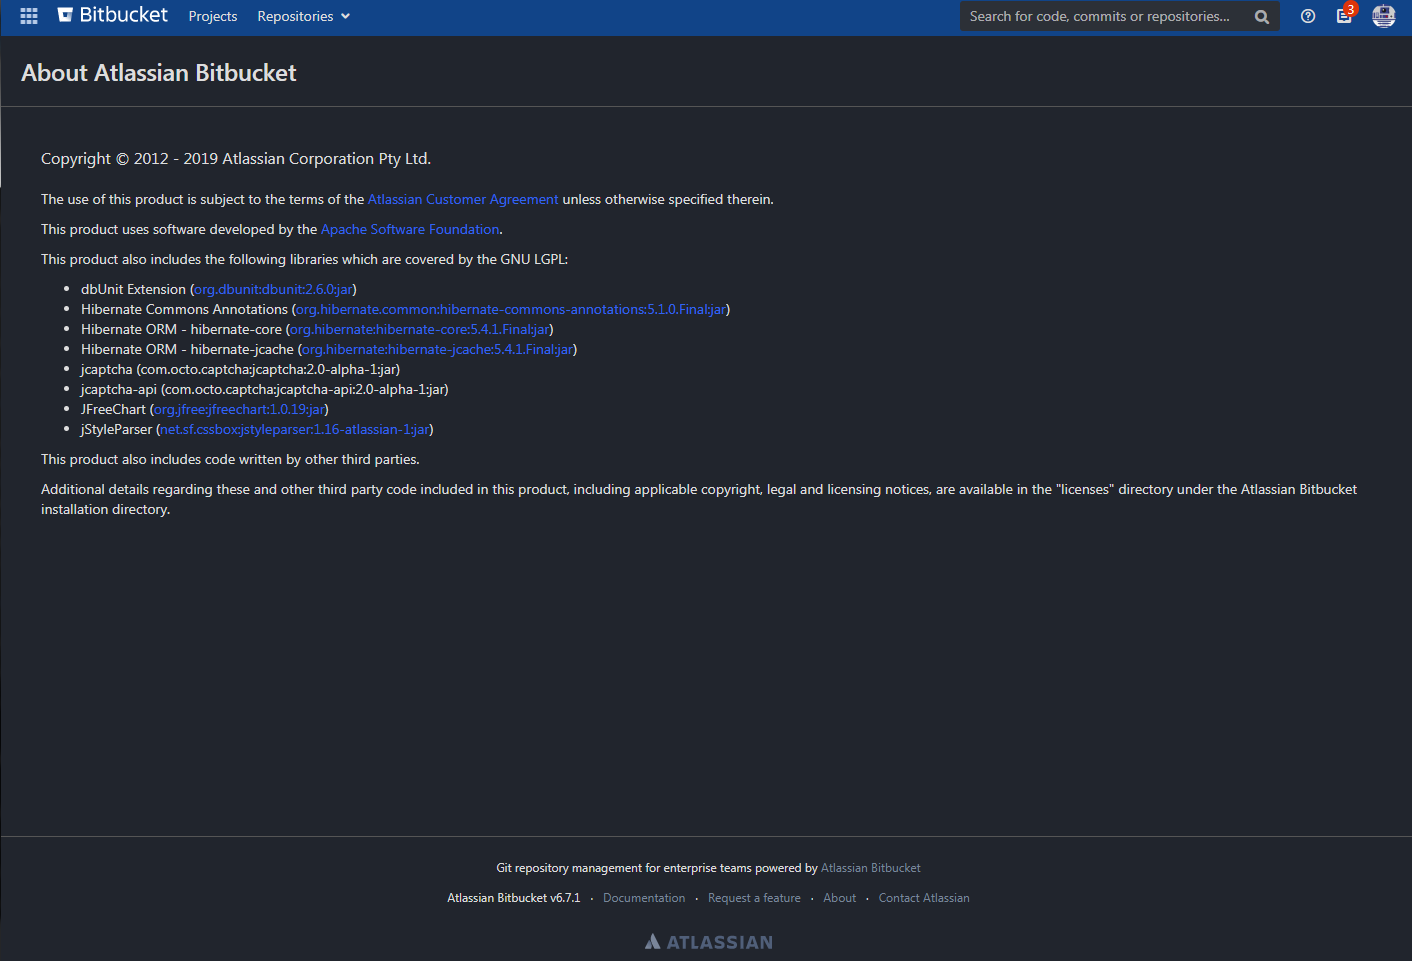 Bitbucket Projects Repositories Search for code, commits or repositories... 3
About Atlassian Bitbucket
Copyright © 2012 - 2019 Atlassian Corporation Pty Ltd.
The use of this product is subject to the terms of the Atlassian Customer Agreement unless otherwise specified therein.
This product uses software developed by the Apache Software Foundation.
This product also includes the following libraries which are covered by the GNU LGPL:
• dbUnit Extension (org.dbunit:dbunit:2.6.0:jar)
• Hibernate Commons Annotations (org.hibernate.common:hibernate-commons-annotations:5.1.0.Final:jar)
• Hibernate ORM - hibernate-core (org.hibernate:hibernate-core:5.4.1.Final:jar)
• Hibernate ORM - hibernate-jcache (org.hibernate:hibernate-jcache:5.4.1.Final:jar)
• jcaptcha (com.octo.captcha:jcaptcha:2.0-alpha-1:jar)
• jcaptcha-api (com.octo.captcha:jcaptcha-api:2.0-alpha-1:jar)
• JFreeChart (org.jfree:jfreechart:1.0.19:jar)
• jStyleParser (net.sf.cssbox:jstyleparser:1.16-atlassian-1:jar)
This product also includes code written by other third parties.
Additional details regarding these and other third party code included in this product, including applicable copyright, legal and licensing notices, are available in the "licenses" directory under the Atlassian Bitbucket
installation directory.
Git repository management for enterprise teams powered by Atlassian Bitbucket
Atlassian Bitbucket v6.7.1 · Documentation · Request a feature · About · Contact Atlassian
ATLASSIAN